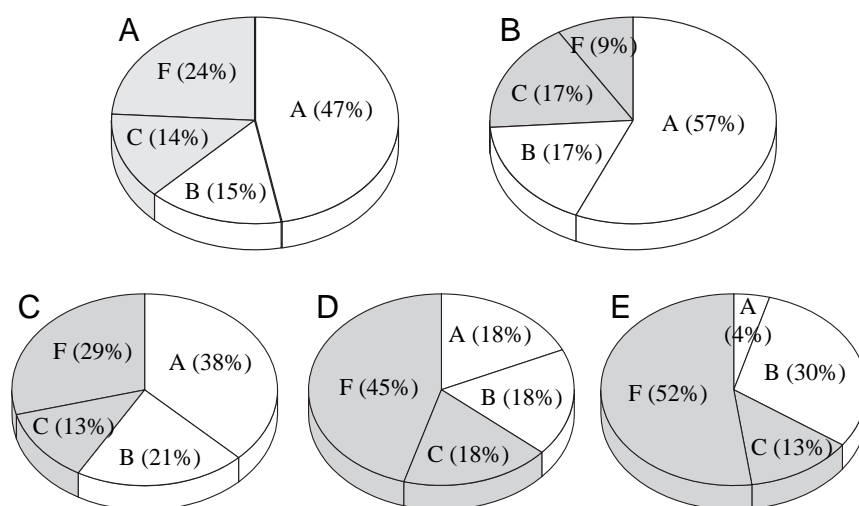 A
F (24%)
A (47%)
C (14%)
B (15%)
B
F (9%)
C (17%)
A (57%)
B (17%)
C
F (29%)
A (38%)
C (13%)
B (21%)
D
A (18%)
F (45%)
B (18%)
C (18%)
E
A
(4%)
B (30%)
F (52%)
C (13%)